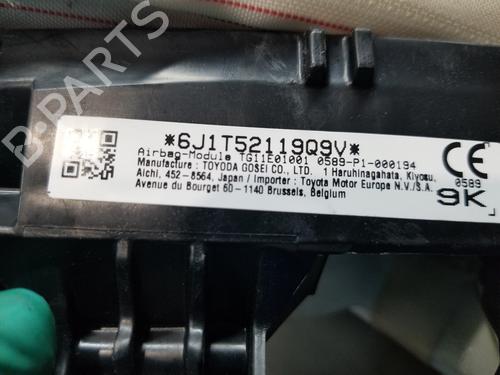 *6J1T52119Q9V*
Airbag-Module TG11E01001 0589-P1-000194
Manufacturer : TOYODA GOSEI CO., LTD. 1 Haruhinagahata, Kiyosu,
Aichi, 452-8564, Japan / Importer : Toyota Motor Europe N.V./S.A.
Avenue du Bourget 60 - 1140 Brussels, Belgium
CE
0589
9K
B-PARTS